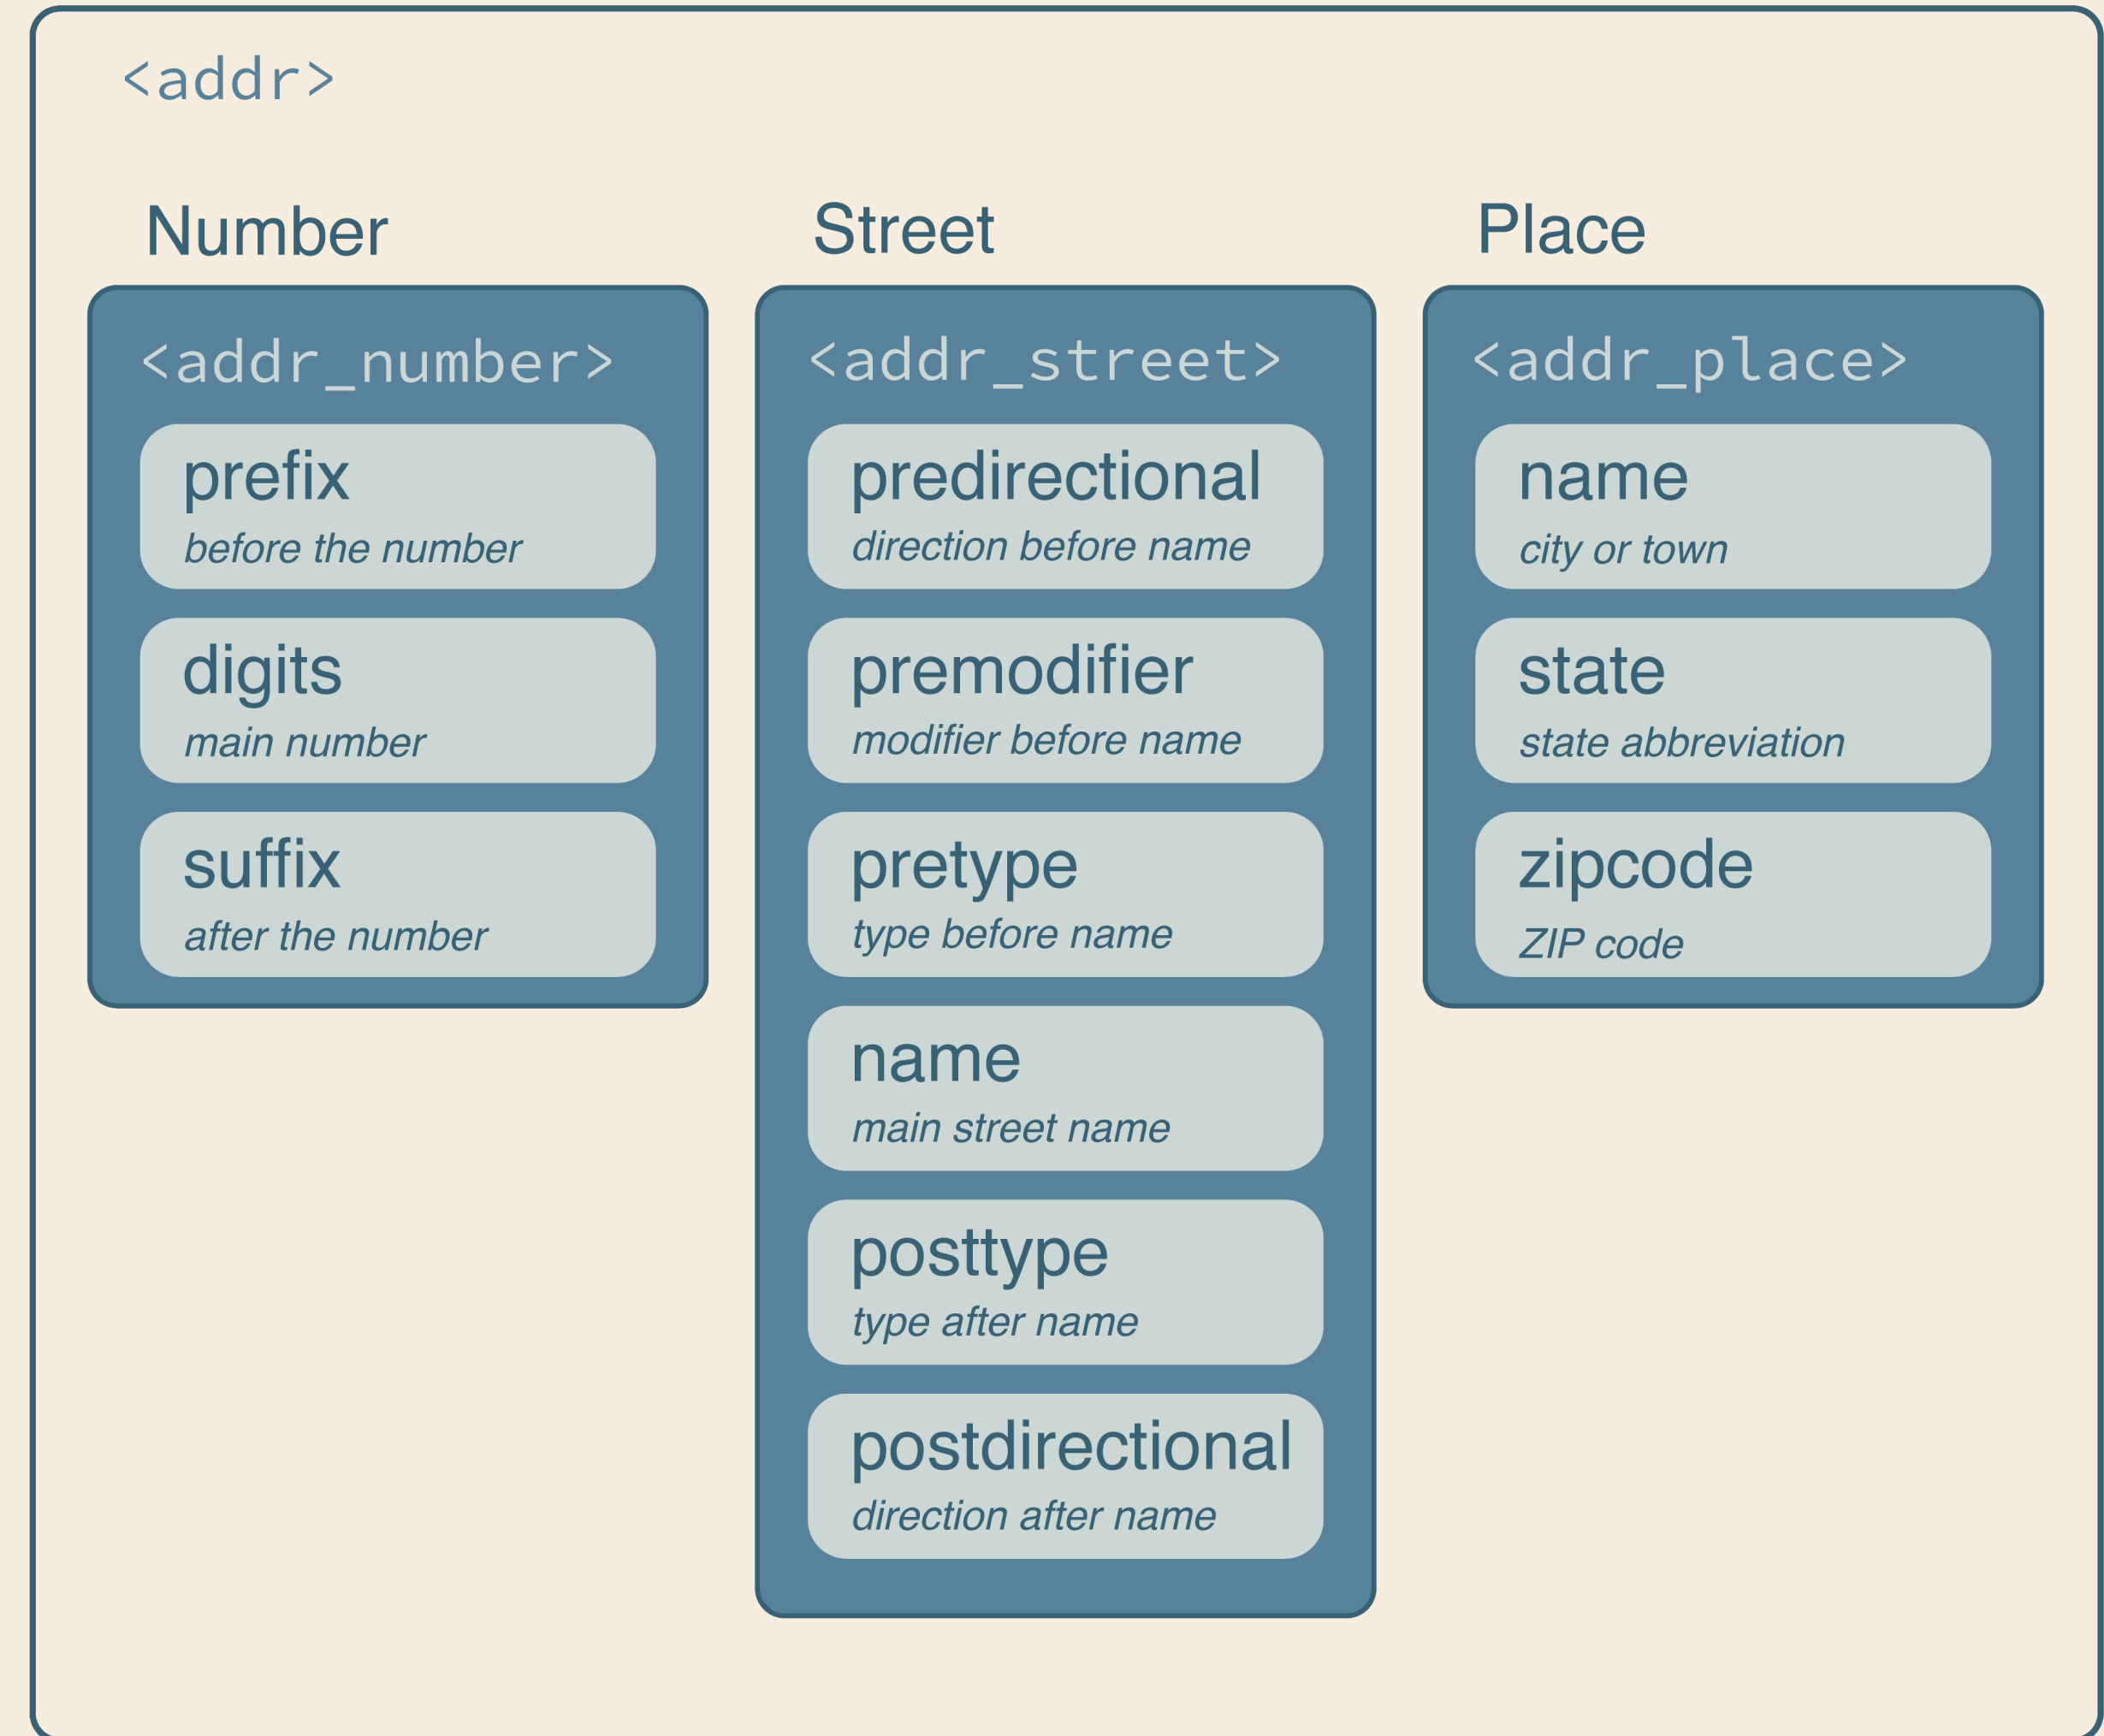 <addr>
Number
<addr_number>
prefix
before the number
digits
main number
suffix
after the number
Street
<addr_street>
predirectional
direction before name
premodifier
modifier before name
pretype
type before name
name
main street name
posttype
type after name
postdirectional
direction after name
Place
<addr_place>
name
city or town
state
state abbreviation
zipcode
ZIP code